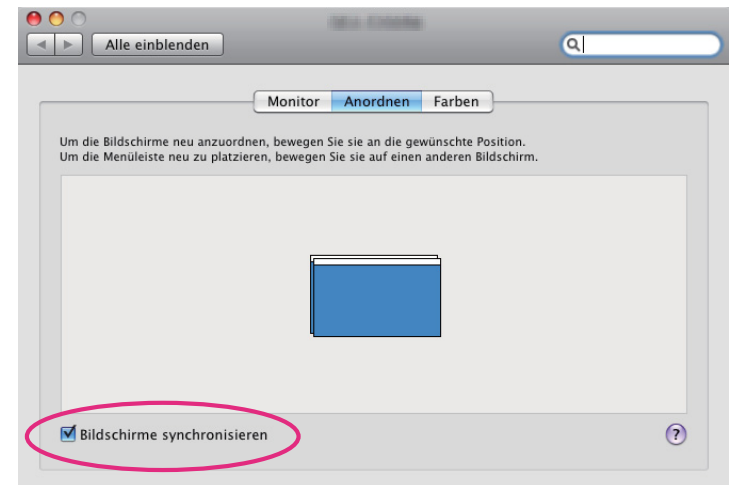 Alle einblenden
Monitor Anordnen Farben
Um die Bildschirme neu anzuordnen, bewegen Sie sie an die gewünschte Position.
Um die Menüleiste neu zu platzieren, bewegen Sie sie auf einen anderen Bildschirm.
Bildschirme synchronisieren
?